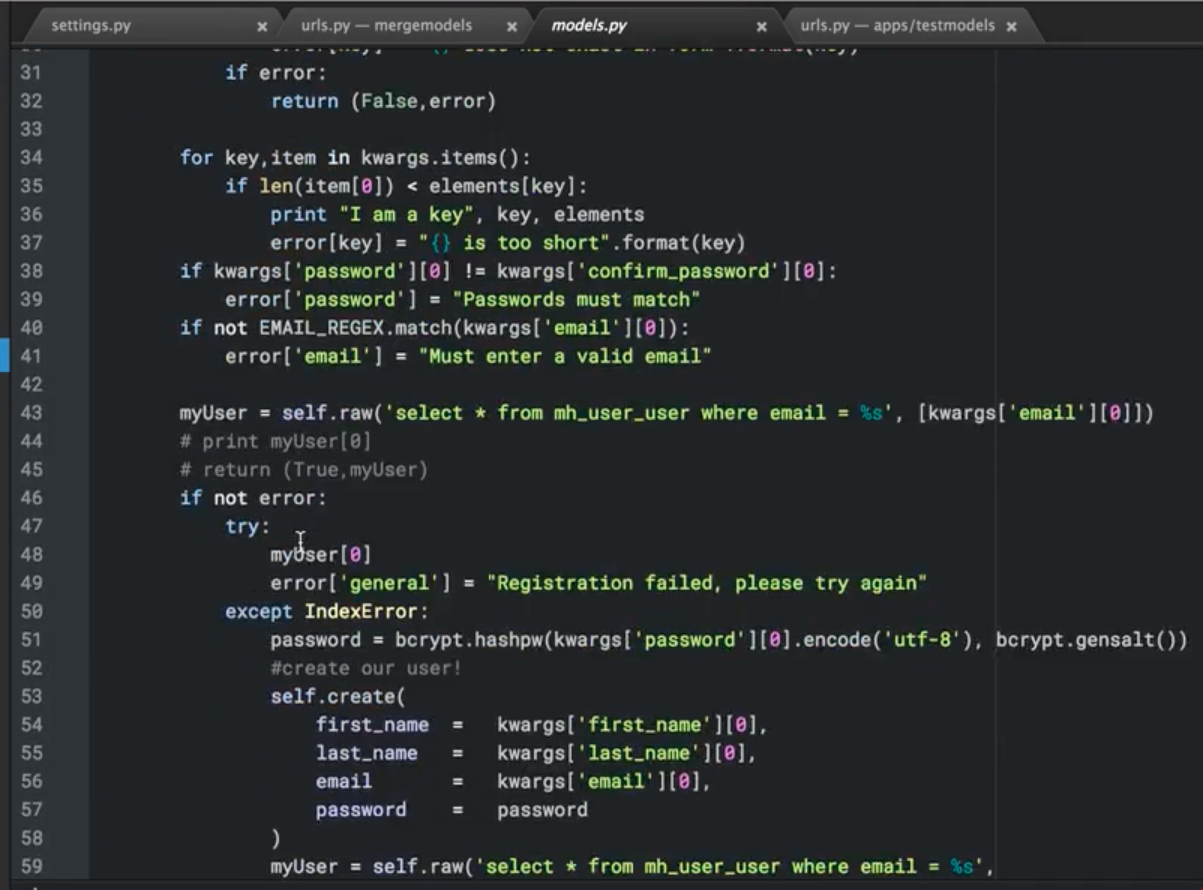 settings.py × urls.py — mergemodels × models.py × urls.py — apps/testmodels ×
31 if error:
32 return (False,error)
33
34 for key,item in kwargs.items():
35 if len(item[0]) < elements[key]:
36 print "I am a key", key, elements
37 error[key] = "{} is too short".format(key)
38 if kwargs['password'][0] != kwargs['confirm_password'][0]:
39 error['password'] = "Passwords must match"
40 if not EMAIL_REGEX.match(kwargs['email'][0]):
41 error['email'] = "Must enter a valid email"
42
43 myUser = self.raw('select * from mh_user_user where email = %s', [kwargs['email'][0]])
44 # print myUser[0]
45 # return (True,myUser)
46 if not error:
47 try:
48 myUser[0]
49 error['general'] = "Registration failed, please try again"
50 except IndexError:
51 password = bcrypt.hashpw(kwargs['password'][0].encode('utf-8'), bcrypt.gensalt())
52 #create our user!
53 self.create(
54 first_name = kwargs['first_name'][0],
55 last_name = kwargs['last_name'][0],
56 email = kwargs['email'][0],
57 password = password
58 )
59 myUser = self.raw('select * from mh_user_user where email = %s',